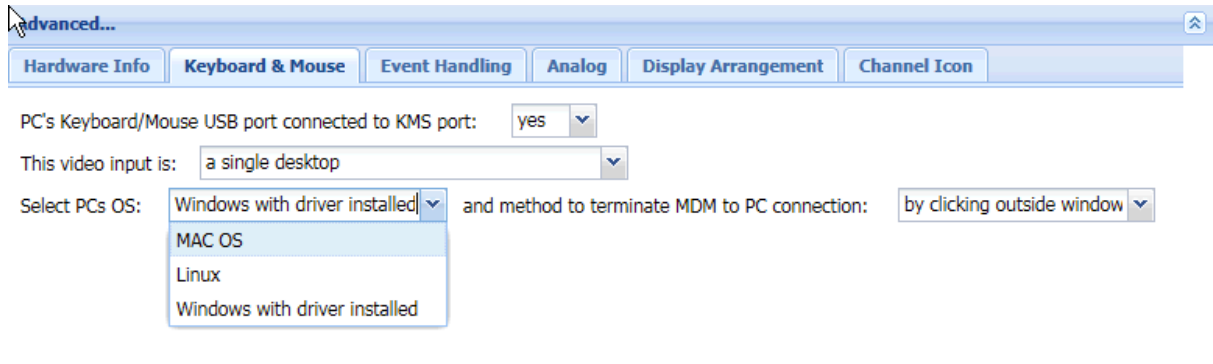 Advanced...
Hardware Info Keyboard & Mouse Event Handling Analog Display Arrangement Channel Icon
PC's Keyboard/Mouse USB port connected to KMS port: yes
This video input is: a single desktop
Select PCs OS: Windows with driver installed and method to terminate MDM to PC connection: by clicking outside window
MAC OS
Linux
Windows with driver installed